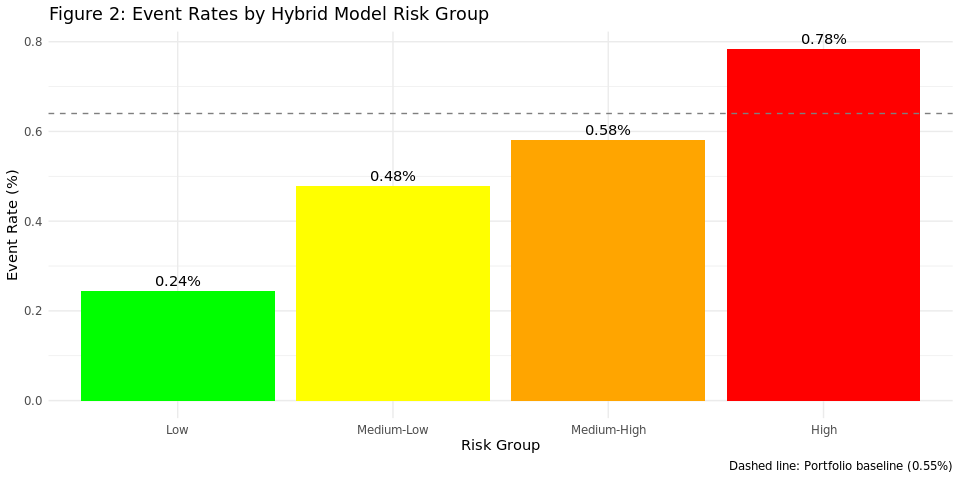 Figure 2: Event Rates by Hybrid Model Risk Group
Event Rate (%)
0.8
0.6
0.4
0.2
0.0
0.24%
0.48%
0.58%
0.78%
Low
Medium-Low
Medium-High
High
Risk Group
Dashed line: Portfolio baseline (0.55%)